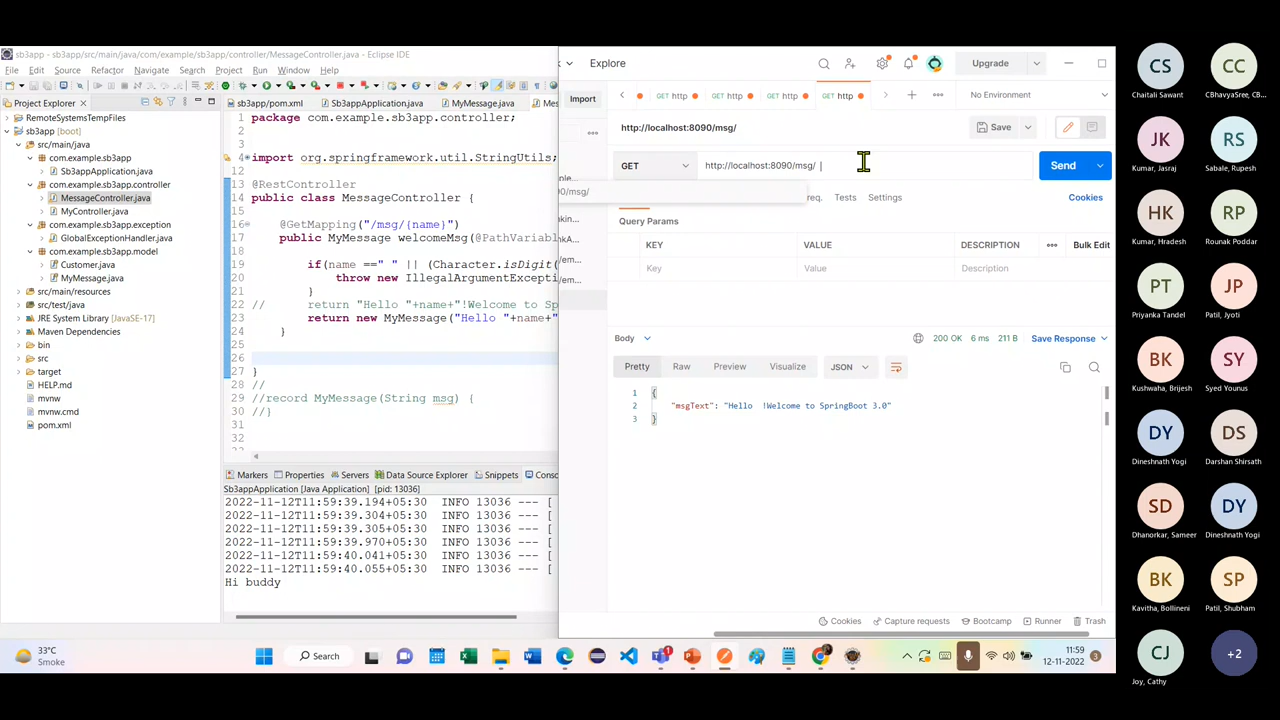 sb3app - sb3app/src/main/java/com/example/sb3app/controller/MessageController.java - Eclipse IDE
File Edit Source Refactor Navigate Search Project Run Window Help
Project Explorer
RemoteSystemsTempFiles
sb3app [boot]
src/main/java
com.example.sb3app
Sb3appApplication.java
com.example.sb3app.controller
MessageController.java
MyController.java
com.example.sb3app.exception
GlobalExceptionHandler.java
com.example.sb3app.model
Customer.java
MyMessage.java
src/main/resources
src/test/java
JRE System Library [JavaSE-17]
Maven Dependencies
bin
src
target
HELP.md
mvnw
mvnw.cmd
pom.xml
sb3app/pom.xml Sb3appApplication.java MyMessage.java Mes
1 package com.example.sb3app.controller;
3
4 import org.springframework.util.StringUtils;
12
13 @RestController
14 public class MessageController {
15
16 @GetMapping("/msg/{name}")
17 public MyMessage welcomeMsg(@PathVariabl
18
19 if(name ==" " || (Character.isDigit(
20 throw new IllegalArgumentExcepti
21 }
22 // return "Hello "+name+"!Welcome to Sp
23 return new MyMessage("Hello "+name+"
24 }
25
26
27 }
28 //
29 //record MyMessage(String msg) {
30 //}
31
32
Markers Properties Servers Data Source Explorer Snippets Conso
Sb3appApplication [Java Application] [pid: 13036]
2022-11-12T11:59:39.194+05:30 INFO 13036 --- [
2022-11-12T11:59:39.304+05:30 INFO 13036 --- [
2022-11-12T11:59:39.305+05:30 INFO 13036 --- [
2022-11-12T11:59:39.970+05:30 INFO 13036 --- [
2022-11-12T11:59:40.041+05:30 INFO 13036 --- [
2022-11-12T11:59:40.055+05:30 INFO 13036 --- [
Hi buddy
Explore
Upgrade
Import
GET http GET http GET http GET http
No Environment
http://localhost:8090/msg/
Save
GET
http://localhost:8090/msg/
Send
0/msg/
req. Tests Settings
Cookies
Query Params
KEY VALUE DESCRIPTION Bulk Edit
Key Value Description
Body
200 OK 6 ms 211 B Save Response
Pretty Raw Preview Visualize JSON
1 {
2 "msgText": "Hello  !Welcome to SpringBoot 3.0"
3 }
Cookies Capture requests Bootcamp Runner Trash
33°C
Smoke
Search
1
11:59
12-11-2022
3
CS
Chaitali Sawant
CC
CBhavyaSree, CB...
JK
Kumar, Jasraj
RS
Sabale, Rupesh
HK
Kumar, Hradesh
RP
Rounak Poddar
PT
Priyanka Tandel
JP
Patil, Jyoti
BK
Kushwaha, Brijesh
SY
Syed Younus
DY
Dineshnath Yogi
DS
Darshan Shirsath
SD
Dhanorkar, Sameer
DY
Dineshnath Yogi
BK
Kavitha, Bollineni
SP
Patil, Shubham
CJ
Joy, Cathy
+2